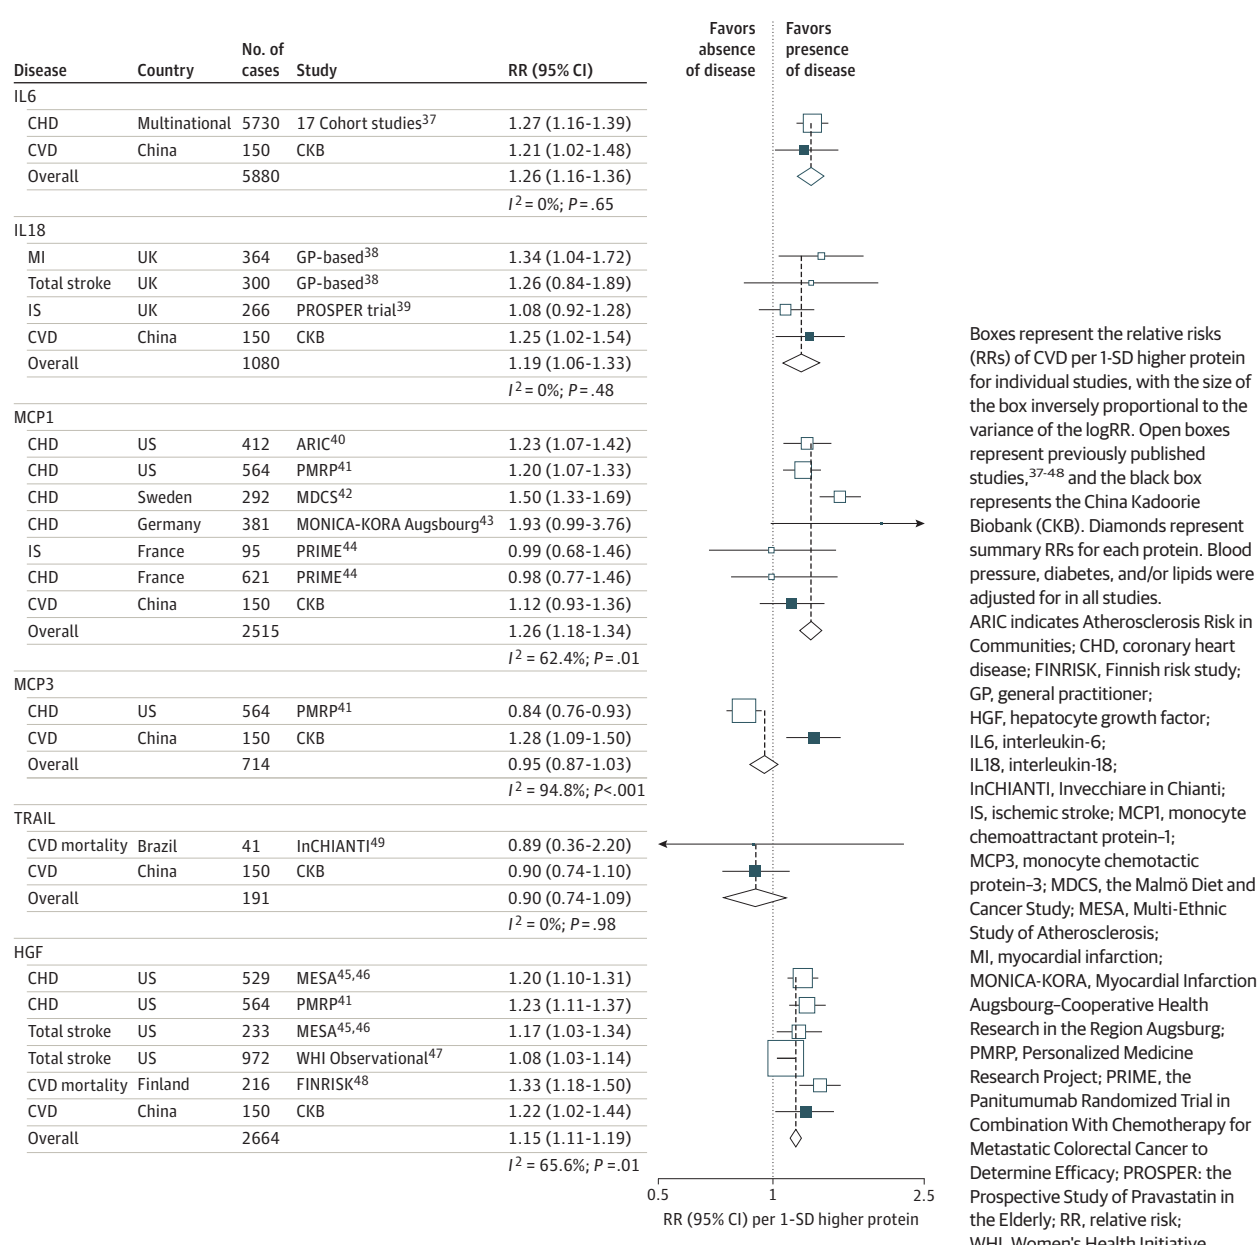 Disease Country No. of cases Study RR (95% CI) Favors absence of disease Favors presence of disease
IL6
CHD Multinational 5730 17 Cohort studies37 1.27 (1.16-1.39)
CVD China 150 CKB 1.21 (1.02-1.48)
Overall 5880 1.26 (1.16-1.36)
I2 = 0%; P = .65
IL18
MI UK 364 GP-based38 1.34 (1.04-1.72)
Total stroke UK 300 GP-based38 1.26 (0.84-1.89)
IS UK 266 PROSPER trial39 1.08 (0.92-1.28)
CVD China 150 CKB 1.25 (1.02-1.54)
Overall 1080 1.19 (1.06-1.33)
I2 = 0%; P = .48
MCP1
CHD US 412 ARIC40 1.23 (1.07-1.42)
CHD US 564 PMRP41 1.20 (1.07-1.33)
CHD Sweden 292 MDCS42 1.50 (1.33-1.69)
CHD Germany 381 MONICA-KORA Augsbourg43 1.93 (0.99-3.76)
IS France 95 PRIME44 0.99 (0.68-1.46)
CHD France 621 PRIME44 0.98 (0.77-1.46)
CVD China 150 CKB 1.12 (0.93-1.36)
Overall 2515 1.26 (1.18-1.34)
I2 = 62.4%; P = .01
MCP3
CHD US 564 PMRP41 0.84 (0.76-0.93)
CVD China 150 CKB 1.28 (1.09-1.50)
Overall 714 0.95 (0.87-1.03)
I2 = 94.8%; P<.001
TRAIL
CVD mortality Brazil 41 InCHIANTI49 0.89 (0.36-2.20)
CVD China 150 CKB 0.90 (0.74-1.10)
Overall 191 0.90 (0.74-1.09)
I2 = 0%; P = .98
HGF
CHD US 529 MESA45,46 1.20 (1.10-1.31)
CHD US 564 PMRP41 1.23 (1.11-1.37)
Total stroke US 233 MESA45,46 1.17 (1.03-1.34)
Total stroke US 972 WHI Observational47 1.08 (1.03-1.14)
CVD mortality Finland 216 FINRISK48 1.33 (1.18-1.50)
CVD China 150 CKB 1.22 (1.02-1.44)
Overall 2664 1.15 (1.11-1.19)
I2 = 65.6%; P = .01
0.5 1 2.5
RR (95% CI) per 1-SD higher protein
Boxes represent the relative risks
(RRs) of CVD per 1-SD higher protein
for individual studies, with the size of
the box inversely proportional to the
variance of the logRR. Open boxes
represent previously published
studies,37-48 and the black box
represents the China Kadoorie
Biobank (CKB). Diamonds represent
summary RRs for each protein. Blood
pressure, diabetes, and/or lipids were
adjusted for in all studies.
ARIC indicates Atherosclerosis Risk in
Communities; CHD, coronary heart
disease; FINRISK, Finnish risk study;
GP, general practitioner;
HGF, hepatocyte growth factor;
IL6, interleukin-6;
IL18, interleukin-18;
InCHIANTI, Invecchiare in Chianti;
IS, ischemic stroke; MCP1, monocyte
chemoattractant protein–1;
MCP3, monocyte chemotactic
protein–3; MDCS, the Malmö Diet and
Cancer Study; MESA, Multi-Ethnic
Study of Atherosclerosis;
MI, myocardial infarction;
MONICA-KORA, Myocardial Infarction
Augsbourg–Cooperative Health
Research in the Region Augsburg;
PMRP, Personalized Medicine
Research Project; PRIME, the
Panitumumab Randomized Trial in
Combination With Chemotherapy for
Metastatic Colorectal Cancer to
Determine Efficacy; PROSPER: the
Prospective Study of Pravastatin in
the Elderly; RR, relative risk;
WHI, Women's Health Initiative